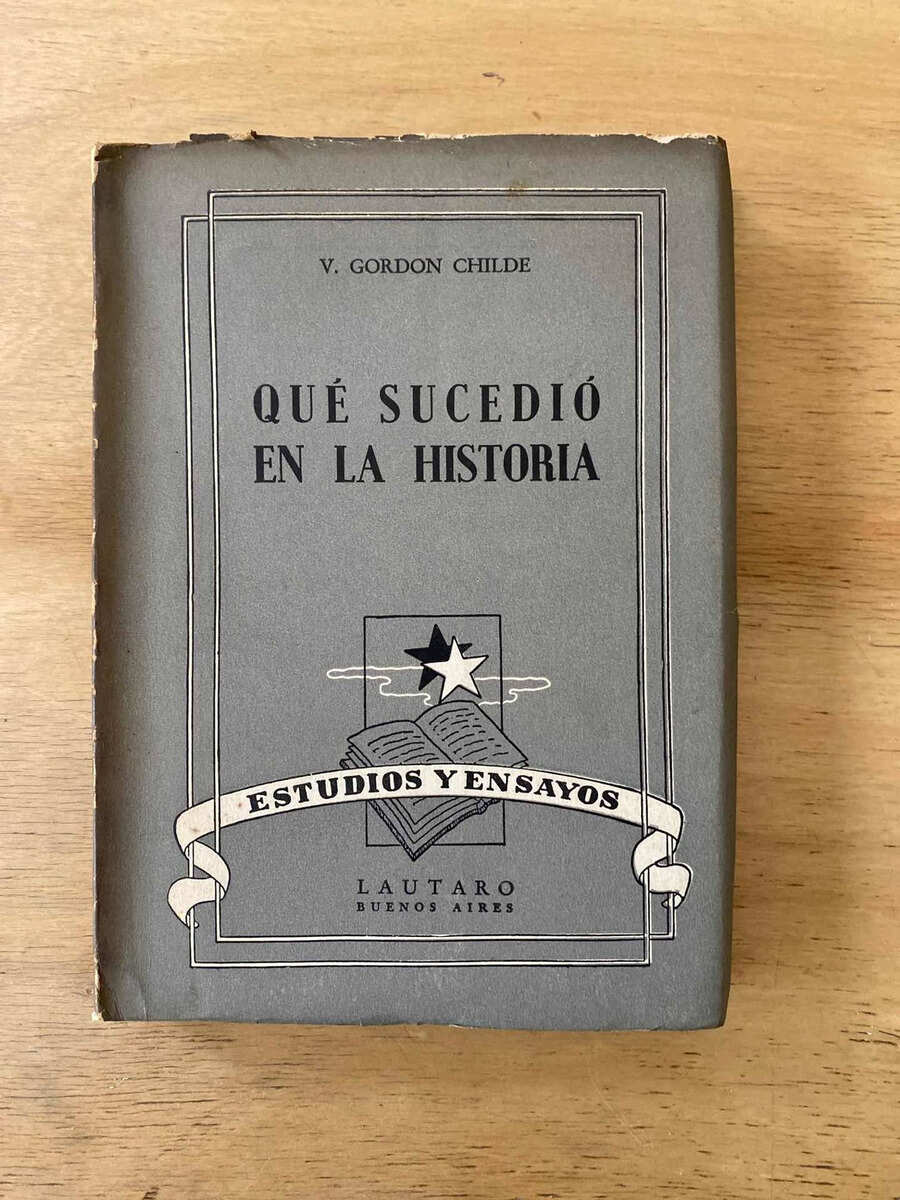 V. GORDON CHILDE
QUÉ SUCEDIÓ
EN LA HISTORIA
ESTUDIOS Y ENSAYOS
LAUTARO
BUENOS AIRES